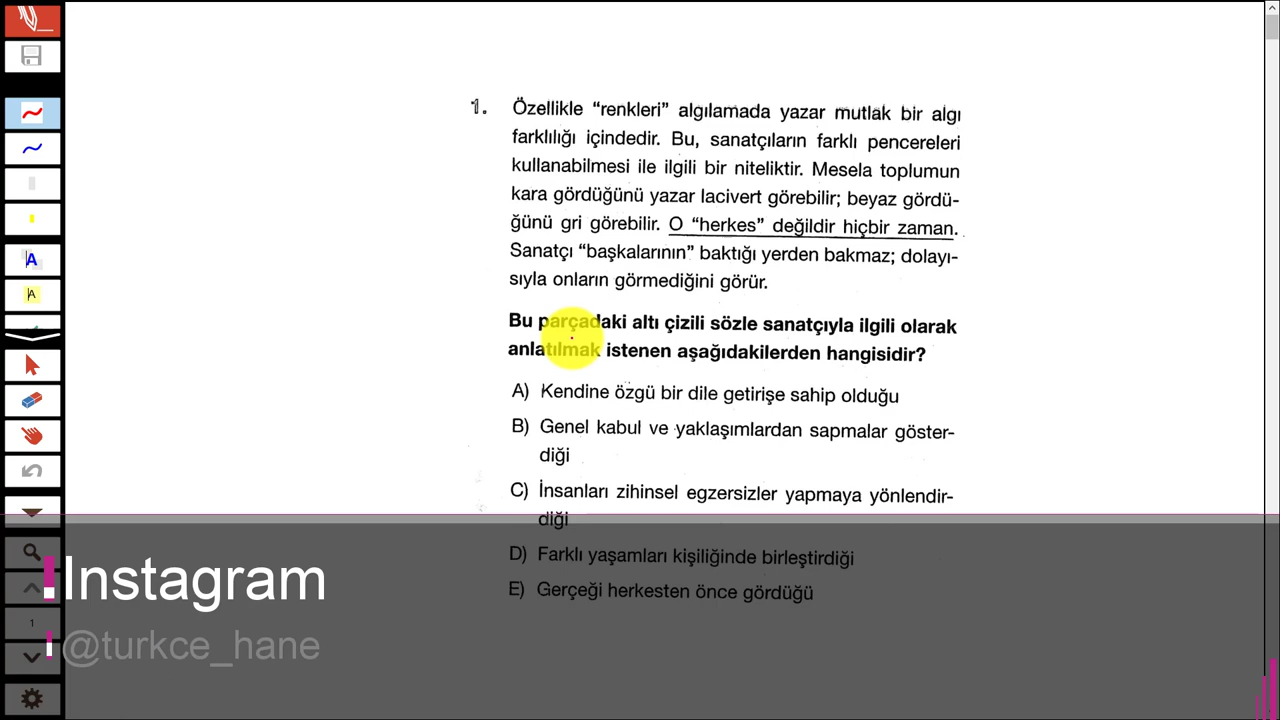 1. Özellikle “renkleri” algılamada yazar mutlak bir algı
farklılığı içindedir. Bu, sanatçıların farklı pencereleri
kullanabilmesi ile ilgili bir niteliktir. Mesela toplumun
kara gördüğünü yazar lacivert görebilir; beyaz gördü-
ğünü gri görebilir. O “herkes” değildir hiçbir zaman.
Sanatçı “başkalarının” baktığı yerden bakmaz; dolayı-
sıyla onların görmediğini görür.
Bu parçadaki altı çizili sözle sanatçıyla ilgili olarak
anlatılmak istenen aşağıdakilerden hangisidir?
A) Kendine özgü bir dile getirişe sahip olduğu
B) Genel kabul ve yaklaşımlardan sapmalar göster-
diği
C) İnsanları zihinsel egzersizler yapmaya yönlendir-
diği
D) Farklı yaşamları kişiliğinde birleştirdiği
E) Gerçeği herkesten önce gördüğü
A
A
1
Instagram
@turkce_hane